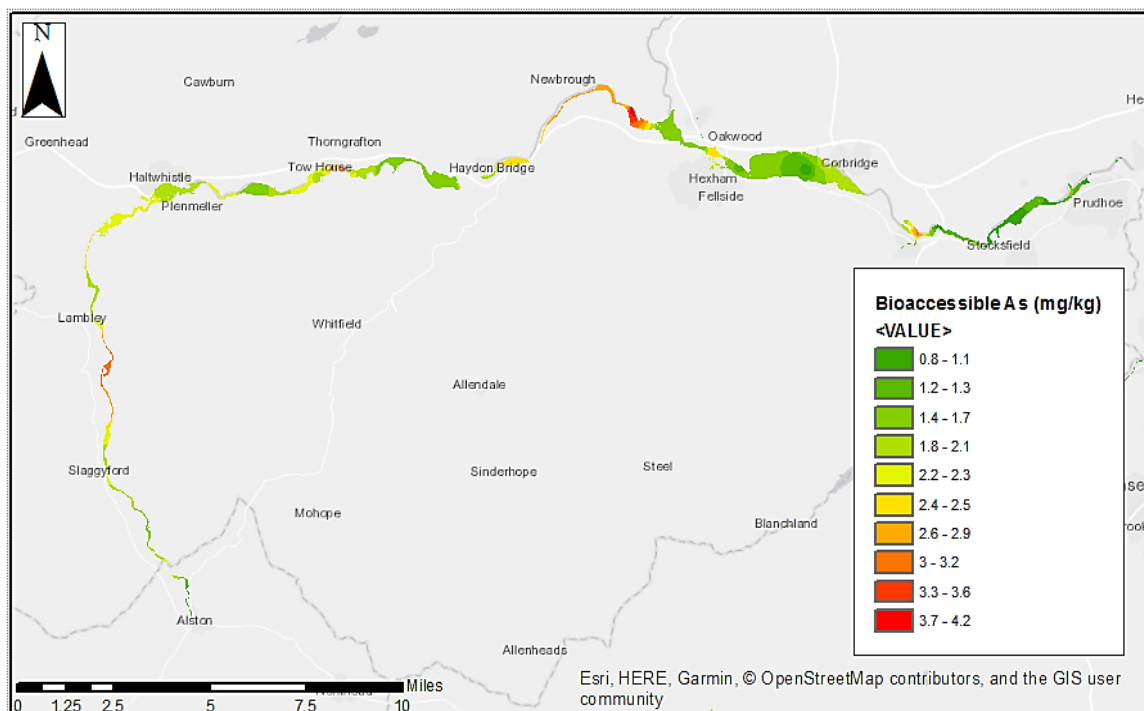 N
Cawburn
Newbrough
He
Greenhead
Thorngrafton
Oakwood
Haltwhistle
Tow House
Haydon Bridge
Corbridge
Plenmeller
Hexham
Fellside
Prudhoe
Stocksfield
Lambley
Whitfield
Allendale
Slaggyford
Sinderhope
Steel
Mohope
Blanchland
Alston
Allenheads
Bioaccessible As (mg/kg)
<VALUE>
0.8 - 1.1
1.2 - 1.3
1.4 - 1.7
1.8 - 2.1
2.2 - 2.3
2.4 - 2.5
2.6 - 2.9
3 - 3.2
3.3 - 3.6
3.7 - 4.2
Miles
0 1.25 2.5 5 7.5 10
Esri, HERE, Garmin, © OpenStreetMap contributors, and the GIS user
community